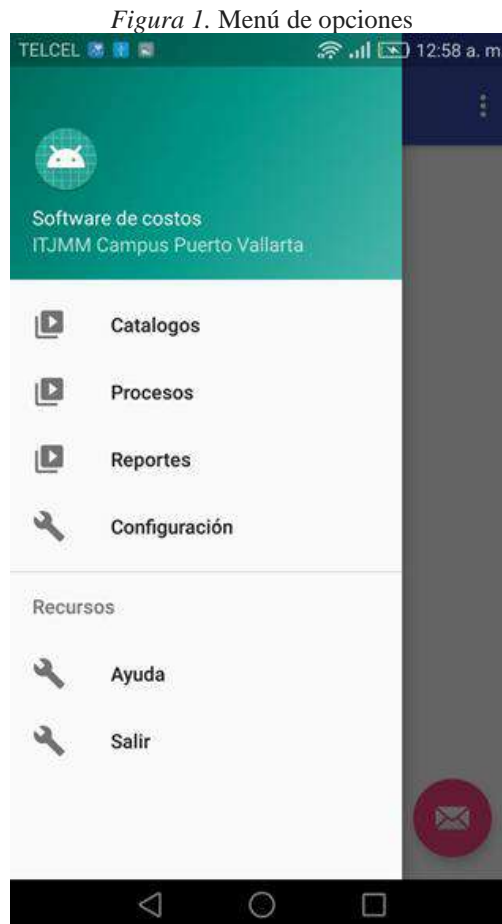 Figura 1. Menú de opciones
TELCEL 12:58 a. m
Software de costos
ITJMM Campus Puerto Vallarta
Catalogos
Procesos
Reportes
Configuración
Recursos
Ayuda
Salir